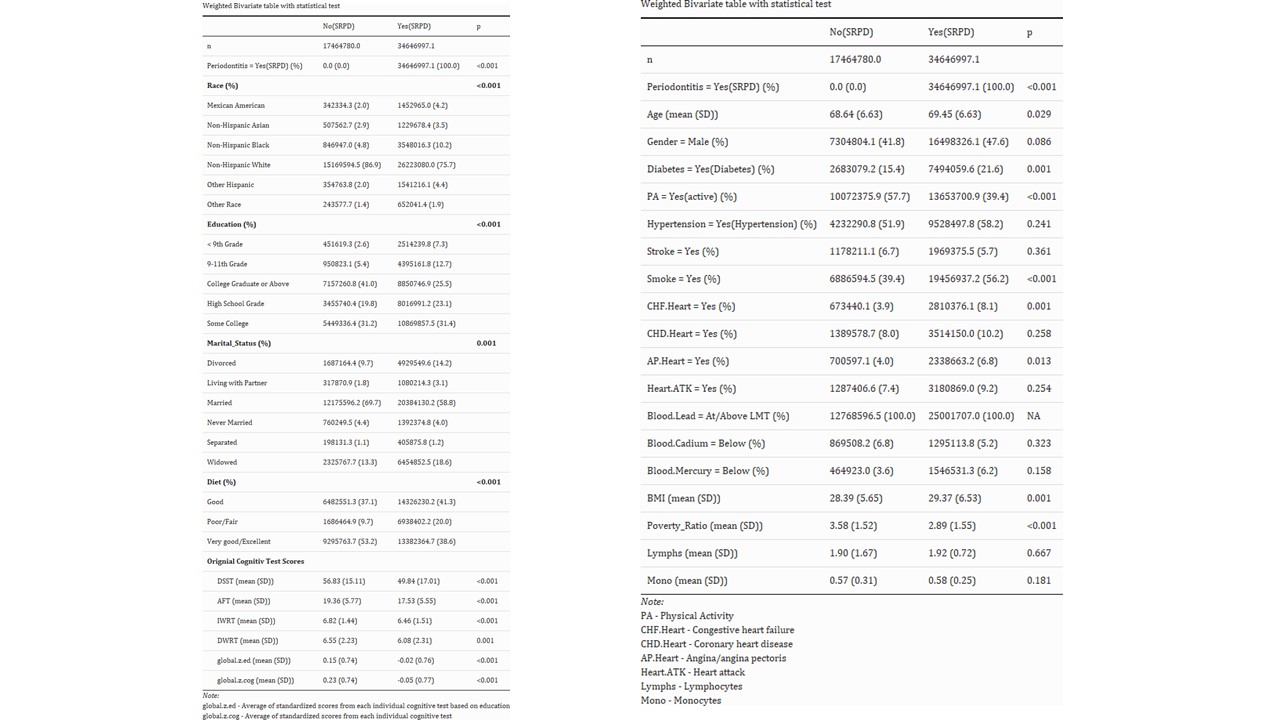 Weighted Bivariate table with statistical test
No(SRPD) Yes(SRPD) p
n 17464780.0 34646997.1
Periodontitis = Yes(SRPD) (%) 0.0 (0.0) 34646997.1 (100.0) <0.001
Race (%) <0.001
Mexican American 342334.3 (2.0) 1452965.0 (4.2)
Non-Hispanic Asian 507562.7 (2.9) 1229678.4 (3.5)
Non-Hispanic Black 846947.0 (4.8) 3548016.3 (10.2)
Non-Hispanic White 15169594.5 (86.9) 26223080.0 (75.7)
Other Hispanic 354763.8 (2.0) 1541216.1 (4.4)
Other Race 243577.7 (1.4) 652041.4 (1.9)
Education (%) <0.001
< 9th Grade 451619.3 (2.6) 2514239.8 (7.3)
9-11th Grade 950823.1 (5.4) 4395161.8 (12.7)
College Graduate or Above 7157260.8 (41.0) 8850746.9 (25.5)
High School Grade 3455740.4 (19.8) 8016991.2 (23.1)
Some College 5449336.4 (31.2) 10869857.5 (31.4)
Marital_Status (%) 0.001
Divorced 1687164.4 (9.7) 4929549.6 (14.2)
Living with Partner 317870.9 (1.8) 1080214.3 (3.1)
Married 12175596.2 (69.7) 20384130.2 (58.8)
Never Married 760249.5 (4.4) 1392374.8 (4.0)
Separated 198131.3 (1.1) 405875.8 (1.2)
Widowed 2325767.7 (13.3) 6454852.5 (18.6)
Diet (%) <0.001
Good 6482551.3 (37.1) 14326230.2 (41.3)
Poor/Fair 1686464.9 (9.7) 6938402.2 (20.0)
Very good/Excellent 9295763.7 (53.2) 13382364.7 (38.6)
Orignial Cognitiv Test Scores
DSST (mean (SD)) 56.83 (15.11) 49.84 (17.01) <0.001
AFT (mean (SD)) 19.36 (5.77) 17.53 (5.55) <0.001
IWRT (mean (SD)) 6.82 (1.44) 6.46 (1.51) <0.001
DWRT (mean (SD)) 6.55 (2.23) 6.08 (2.31) 0.001
global.z.ed (mean (SD)) 0.15 (0.74) -0.02 (0.76) <0.001
global.z.cog (mean (SD)) 0.23 (0.74) -0.05 (0.77) <0.001
Note:
global.z.ed - Average of standardized scores from each individual cognitive test based on education
global.z.cog - Average of standardized scores from each individual cognitive test
Weighted Bivariate table with statistical test
No(SRPD) Yes(SRPD) p
n 17464780.0 34646997.1
Periodontitis = Yes(SRPD) (%) 0.0 (0.0) 34646997.1 (100.0) <0.001
Age (mean (SD)) 68.64 (6.63) 69.45 (6.63) 0.029
Gender = Male (%) 7304804.1 (41.8) 16498326.1 (47.6) 0.086
Diabetes = Yes(Diabetes) (%) 2683079.2 (15.4) 7494059.6 (21.6) 0.001
PA = Yes(active) (%) 10072375.9 (57.7) 13653700.9 (39.4) <0.001
Hypertension = Yes(Hypertension) (%) 4232290.8 (51.9) 9528497.8 (58.2) 0.241
Stroke = Yes (%) 1178211.1 (6.7) 1969375.5 (5.7) 0.361
Smoke = Yes (%) 6886594.5 (39.4) 19456937.2 (56.2) <0.001
CHF.Heart = Yes (%) 673440.1 (3.9) 2810376.1 (8.1) 0.001
CHD.Heart = Yes (%) 1389578.7 (8.0) 3514150.0 (10.2) 0.258
AP.Heart = Yes (%) 700597.1 (4.0) 2338663.2 (6.8) 0.013
Heart.ATK = Yes (%) 1287406.6 (7.4) 3180869.0 (9.2) 0.254
Blood.Lead = At/Above LMT (%) 12768596.5 (100.0) 25001707.0 (100.0) NA
Blood.Cadium = Below (%) 869508.2 (6.8) 1295113.8 (5.2) 0.323
Blood.Mercury = Below (%) 464923.0 (3.6) 1546531.3 (6.2) 0.158
BMI (mean (SD)) 28.39 (5.65) 29.37 (6.53) 0.001
Poverty_Ratio (mean (SD)) 3.58 (1.52) 2.89 (1.55) <0.001
Lymphs (mean (SD)) 1.90 (1.67) 1.92 (0.72) 0.667
Mono (mean (SD)) 0.57 (0.31) 0.58 (0.25) 0.181
Note:
PA - Physical Activity
CHF.Heart - Congestive heart failure
CHD.Heart - Coronary heart disease
AP.Heart - Angina/angina pectoris
Heart.ATK - Heart attack
Lymphs - Lymphocytes
Mono - Monocytes